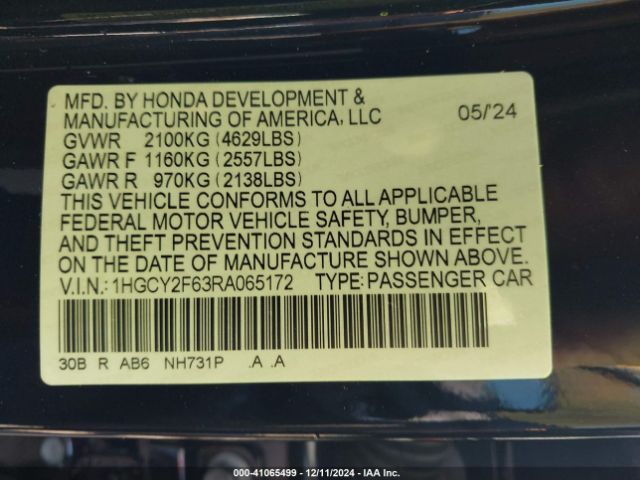 MFD. BY HONDA DEVELOPMENT &
MANUFACTURING OF AMERICA, LLC 05/'24
GVWR 2100KG (4629LBS)
GAWR F 1160KG (2557LBS)
GAWR R 970KG (2138LBS)
THIS VEHICLE CONFORMS TO ALL APPLICABLE
FEDERAL MOTOR VEHICLE SAFETY, BUMPER,
AND THEFT PREVENTION STANDARDS IN EFFECT
ON THE DATE OF MANUFACTURE SHOWN ABOVE.
V.I.N.: 1HGCY2F63RA065172 TYPE: PASSENGER CAR
30B R AB6 NH731P .A .A
000-41065499 - 12/11/2024 - IAA Inc.